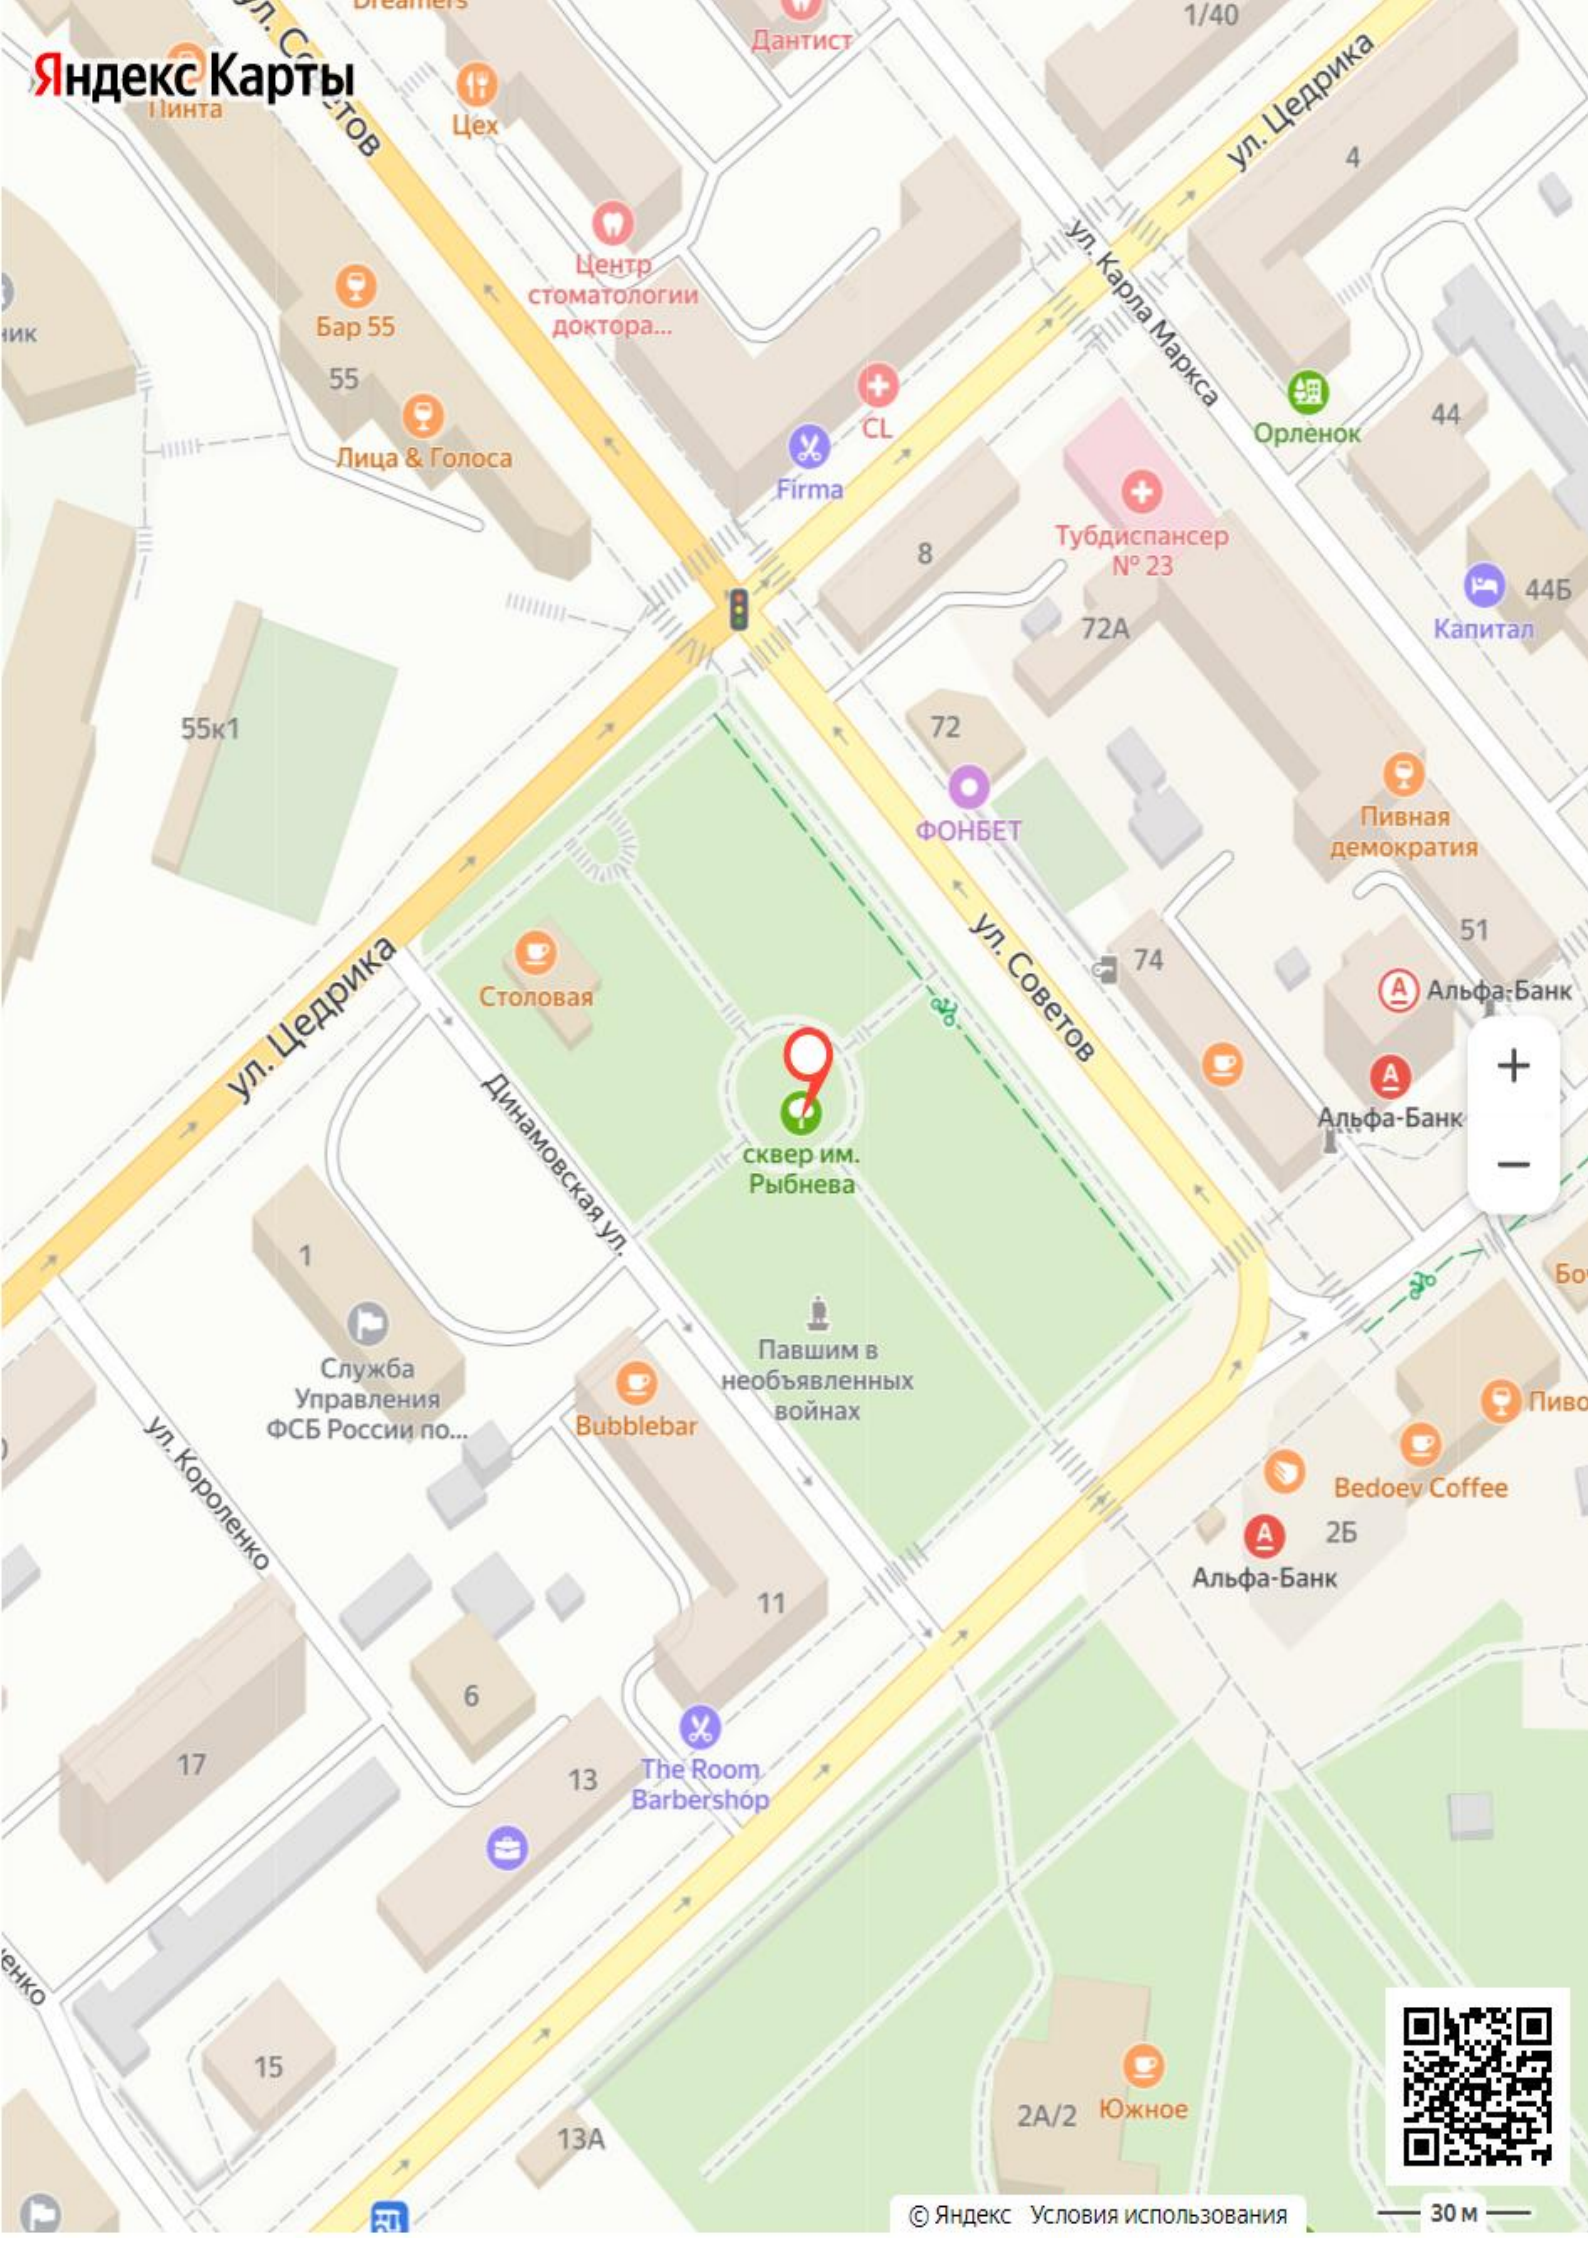 Dreamers
1/40
Дантист
Яндекс Карты
ул. Советов
Пинта
Цех
ул. Цедрика
4
Центр
стоматологии
доктора...
ул. Карла Маркса
Бар 55
55
CL
Орленок
44
Лица & Голоса
Firma
Тубдиспансер
№ 23
8
44Б
Капитал
72А
55к1
72
ФОНБЕТ
Пивная
демократия
51
ул. Советов
74
Альфа-Банк
Столовая
ул. Цедрика
+
Альфа-Банк
Динамовская ул.
сквер им.
Рыбнева
−
1
Служба
Управления
ФСБ России по...
Павшим в
необъявленных
войнах
Bubblebar
ул. Короленко
Bedoev Coffee
2Б
Альфа-Банк
11
6
17
13
The Room
Barbershop
15
13А
2А/2
Южное
© Яндекс Условия использования
30 м